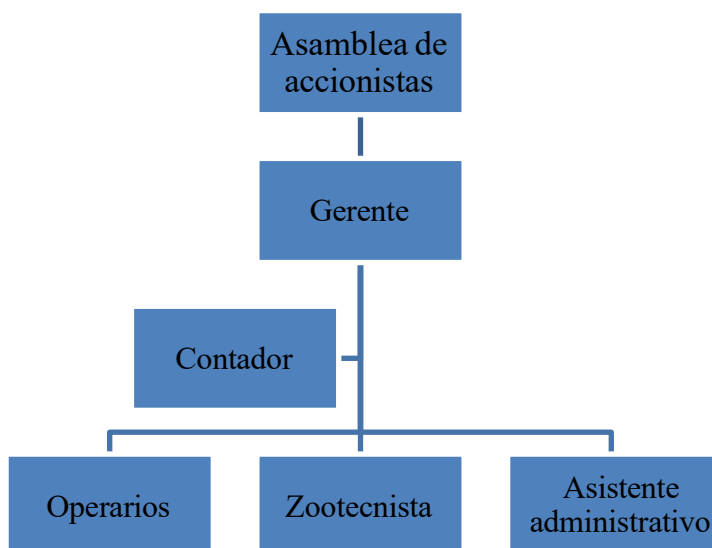 Asamblea de
accionistas
Gerente
Contador
Operarios
Zootecnista
Asistente
administrativo